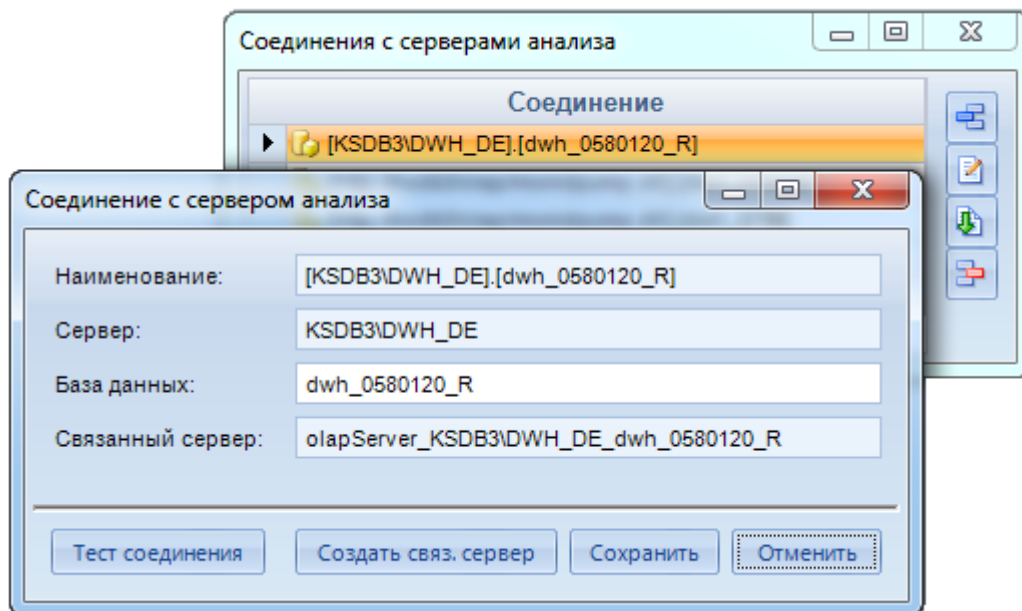 Соединения с серверами анализа
Соединение
[KSDB3\DWH_DE].[dwh_0580120_R]
Соединение с сервером анализа
Наименование: [KSDB3\DWH_DE].[dwh_0580120_R]
Сервер: KSDB3\DWH_DE
База данных: dwh_0580120_R
Связанный сервер: olapServer_KSDB3\DWH_DE_dwh_0580120_R
Тест соединения Создать связ. сервер Сохранить Отменить